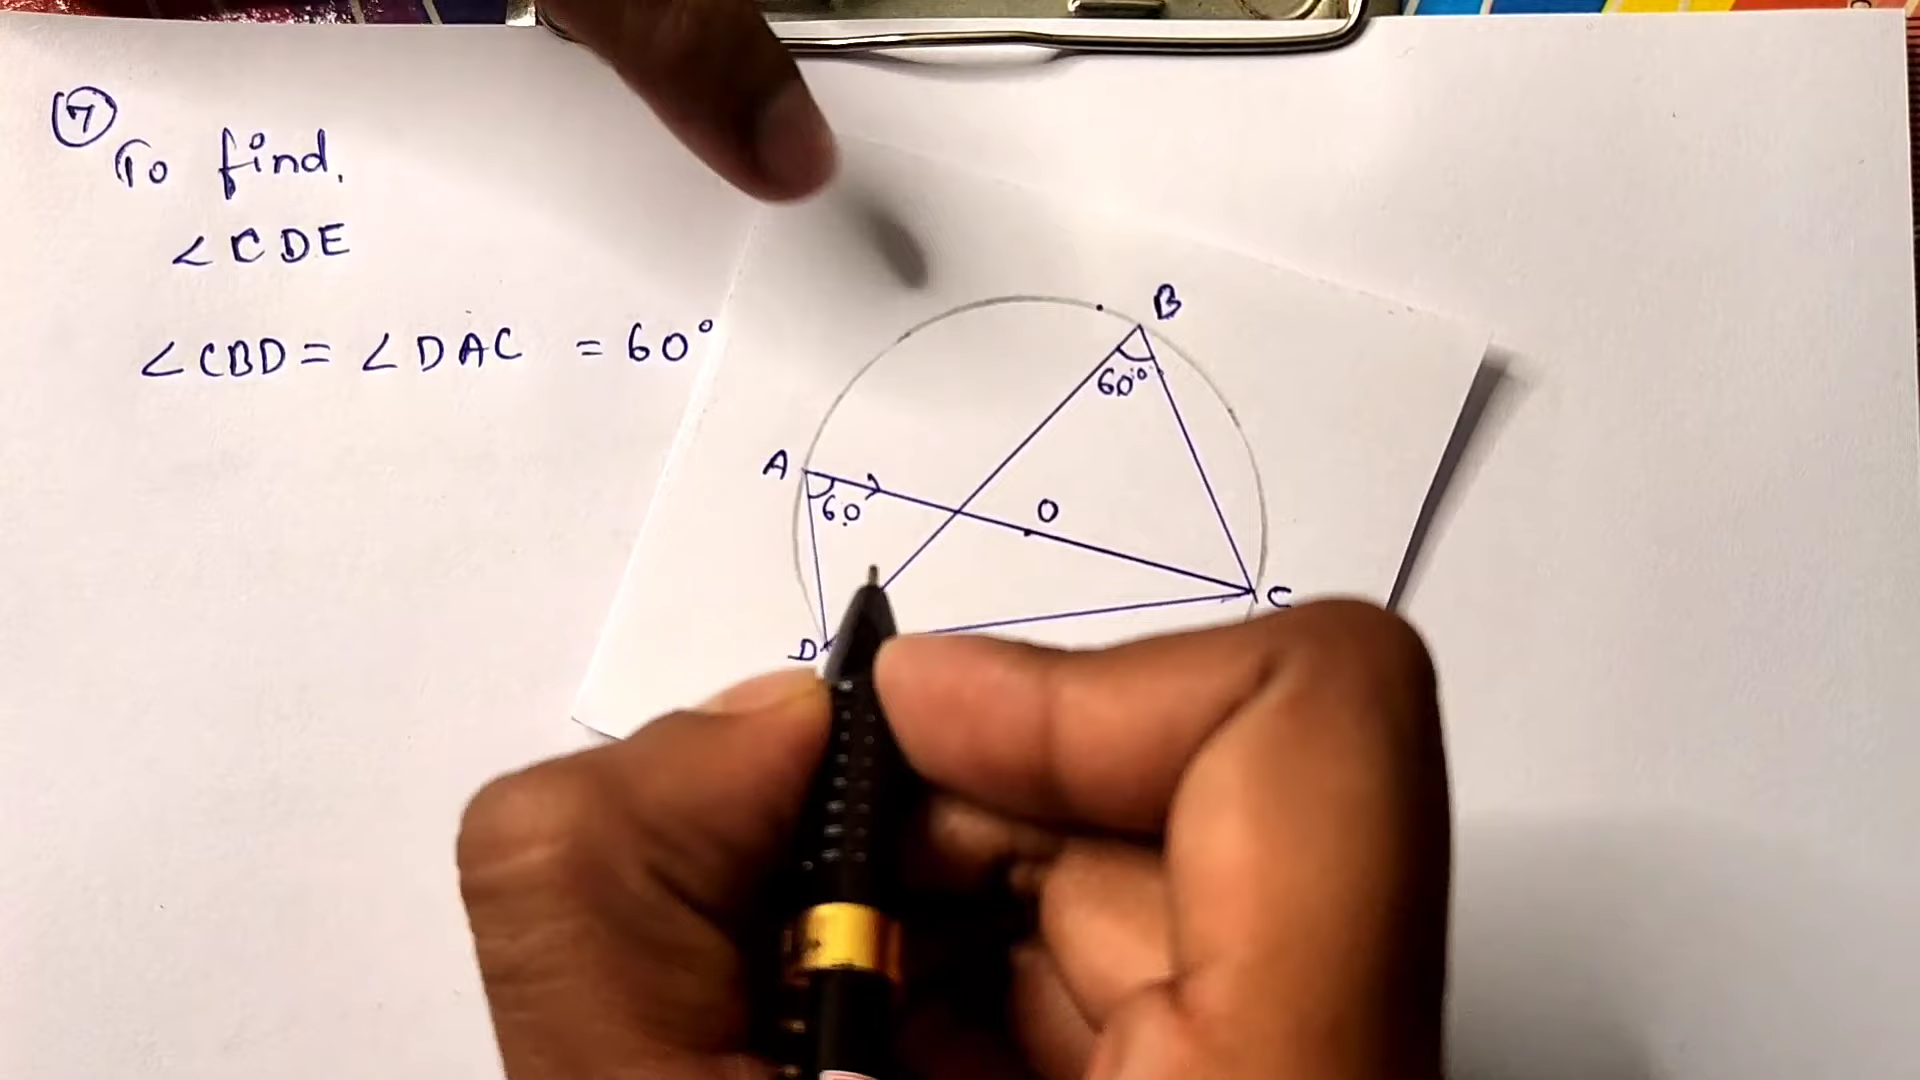 7
To find.
∠CDE
∠CBD = ∠DAC = 60°
B
60°
A
60
O
C
D